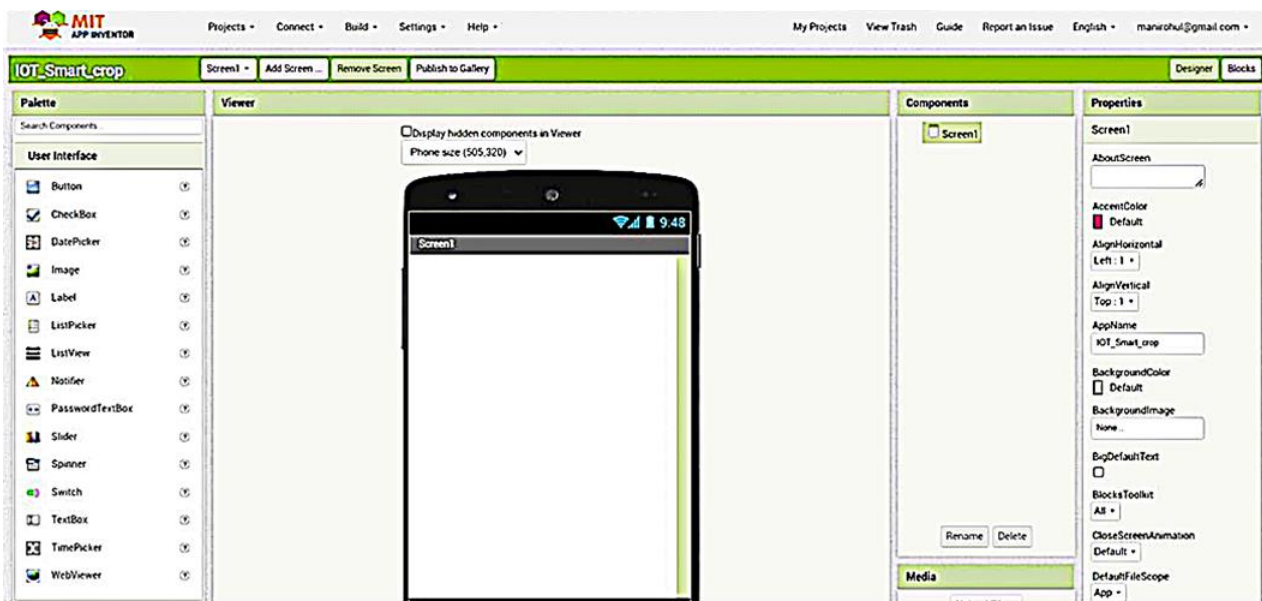 MIT
APP INVENTOR
Projects Connect Build Settings Help My Projects View Trash Guide Report an Issue English manirohul@gmail.com
IOT_Smart_crop Screen1 Add Screen ... Remove Screen Publish to Gallery Designer Blocks
Palette
Search Components...
User Interface
Button
CheckBox
DatePicker
Image
Label
ListPicker
ListView
Notifier
PasswordTextBox
Slider
Spinner
Switch
TextBox
TimePicker
WebViewer
Viewer
Display hidden components in Viewer
Phone size (505,320)
9:48
Screen1
Components
Screen1
Rename Delete
Media
Properties
Screen1
AboutScreen
AccentColor
Default
AlignHorizontal
Left : 1
AlignVertical
Top : 1
AppName
IOT_Smart_crop
BackgroundColor
Default
BackgroundImage
None...
BigDefaultText
BlocksToolkit
All
CloseScreenAnimation
Default
DefaultFileScope
App